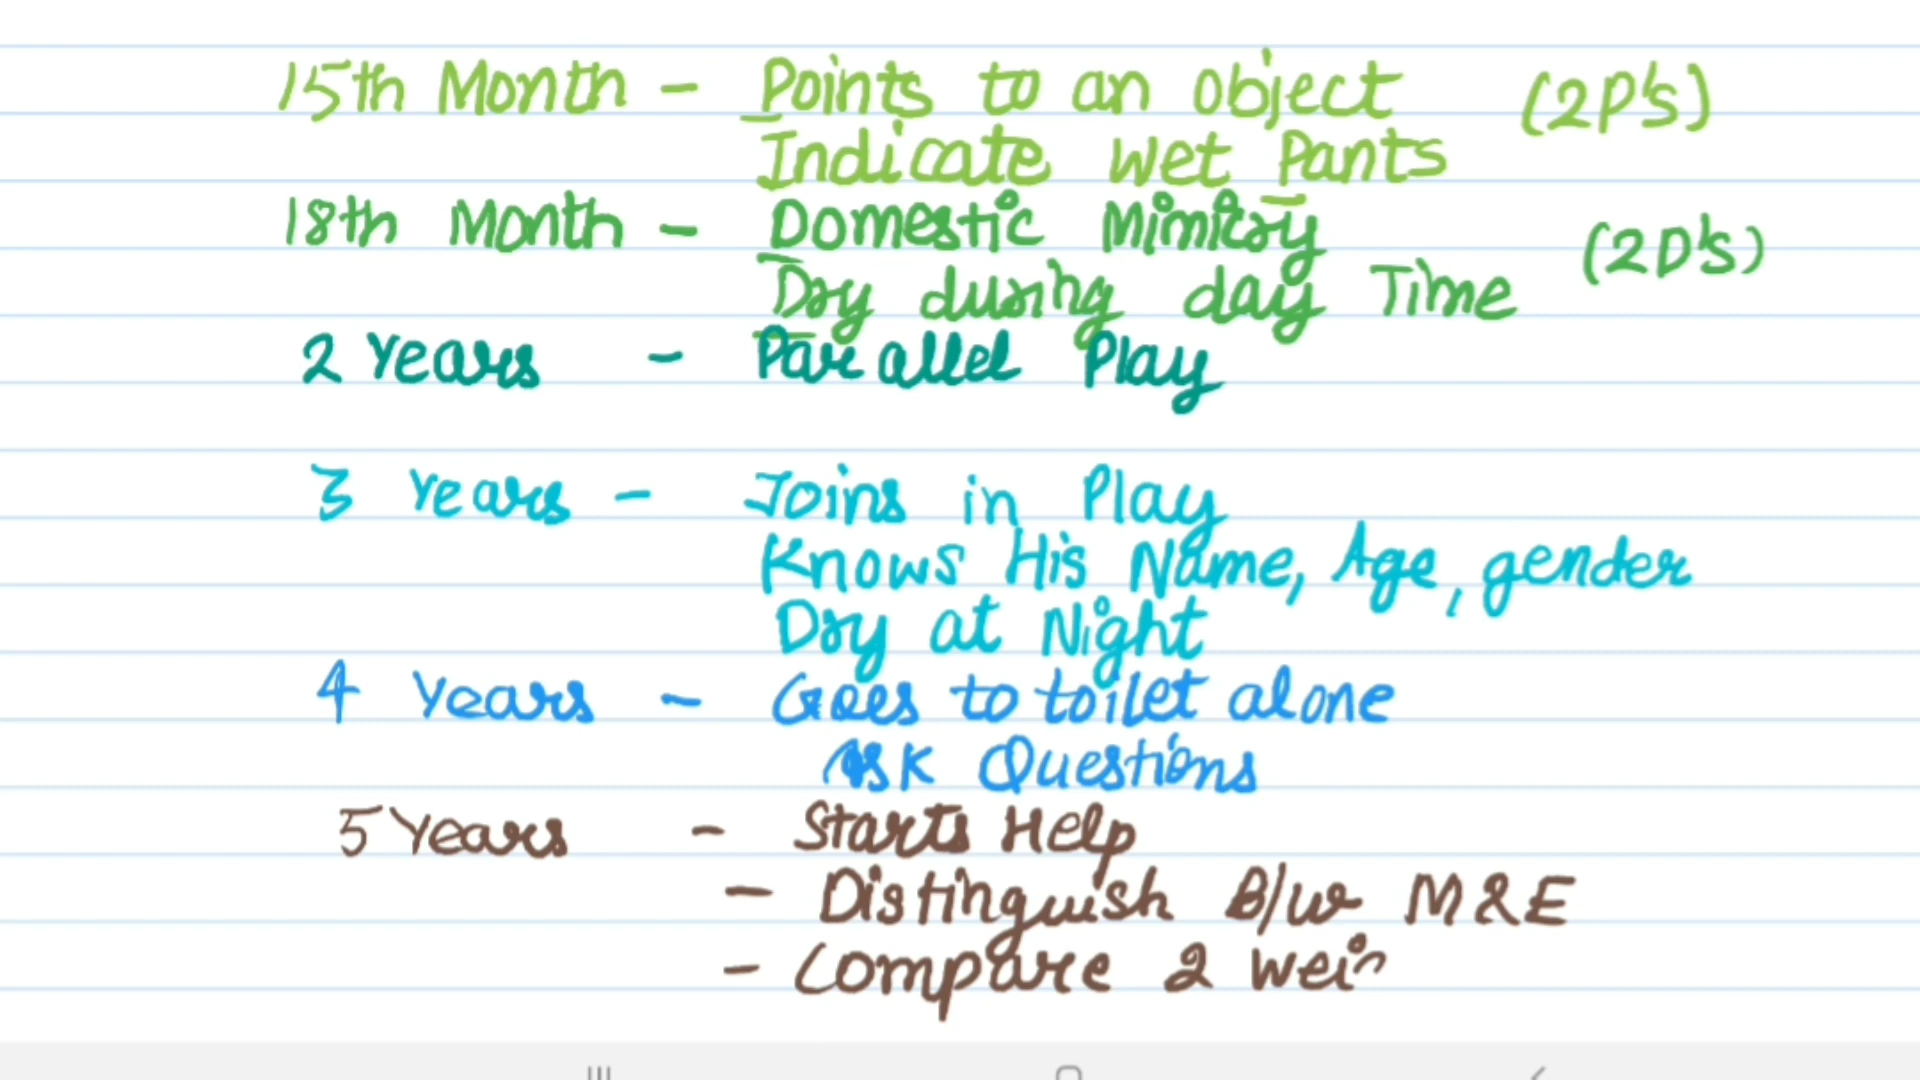 15th Month - Points to an object (2P's)
Indicate wet Pants
18th Month - Domestic Mimicry (2D's)
Dry during day Time
2 Years - Parallel Play
3 Years - Joins in Play
Knows His Name, Age, gender
Dry at Night
4 Years - Goes to toilet alone
Ask Questions
5 Years - Starts Help
- Distinguish B/w M&E
- Compare 2 wei